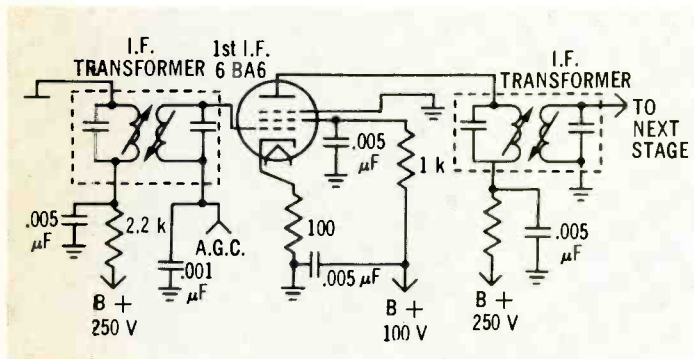 I.F.
TRANSFORMER
1st I.F.
6 BA6
I.F.
TRANSFORMER
TO
NEXT
STAGE
.005
µF
1 k
.005
µF
2.2 k
A.G.C.
.001
µF
100
.005 µF
.005
µF
B +
250 V
B +
100 V
B +
250 V